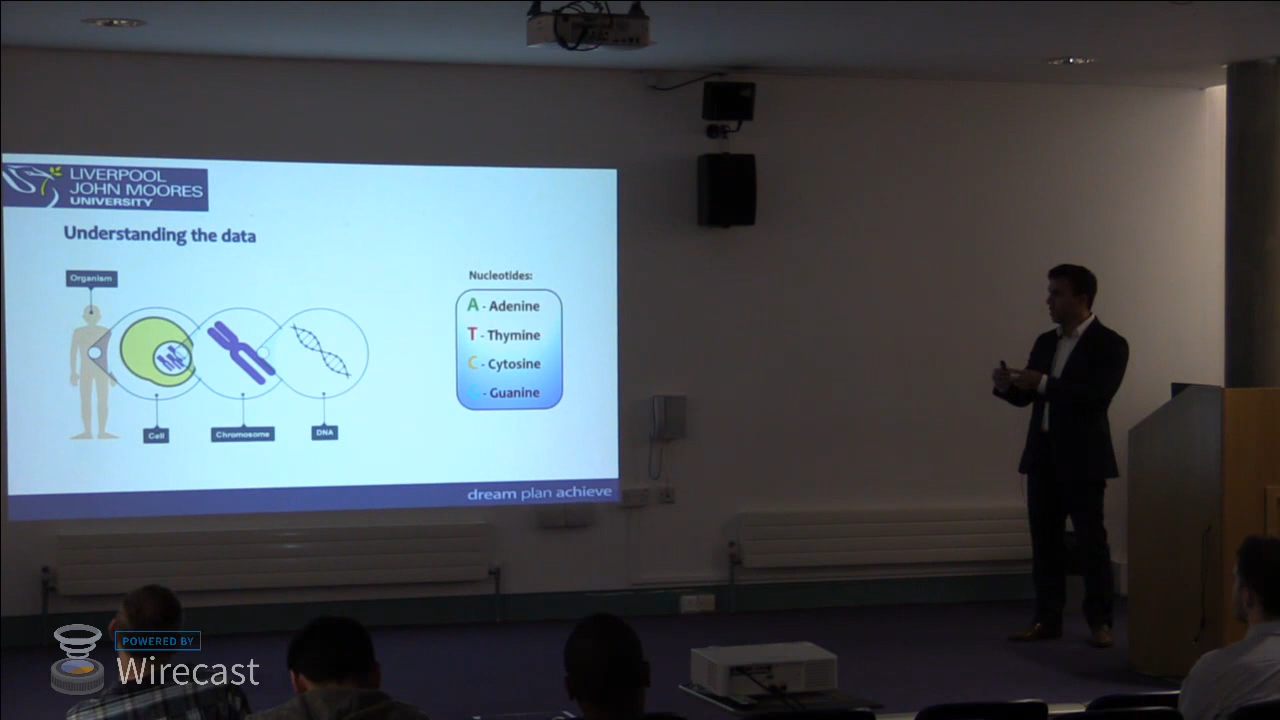 LIVERPOOL
JOHN MOORES
UNIVERSITY
Understanding the data
Organism
Cell
Chromosome
DNA
Nucleotides:
A - Adenine
T - Thymine
C - Cytosine
G - Guanine
dream plan achieve
POWERED BY
Wirecast